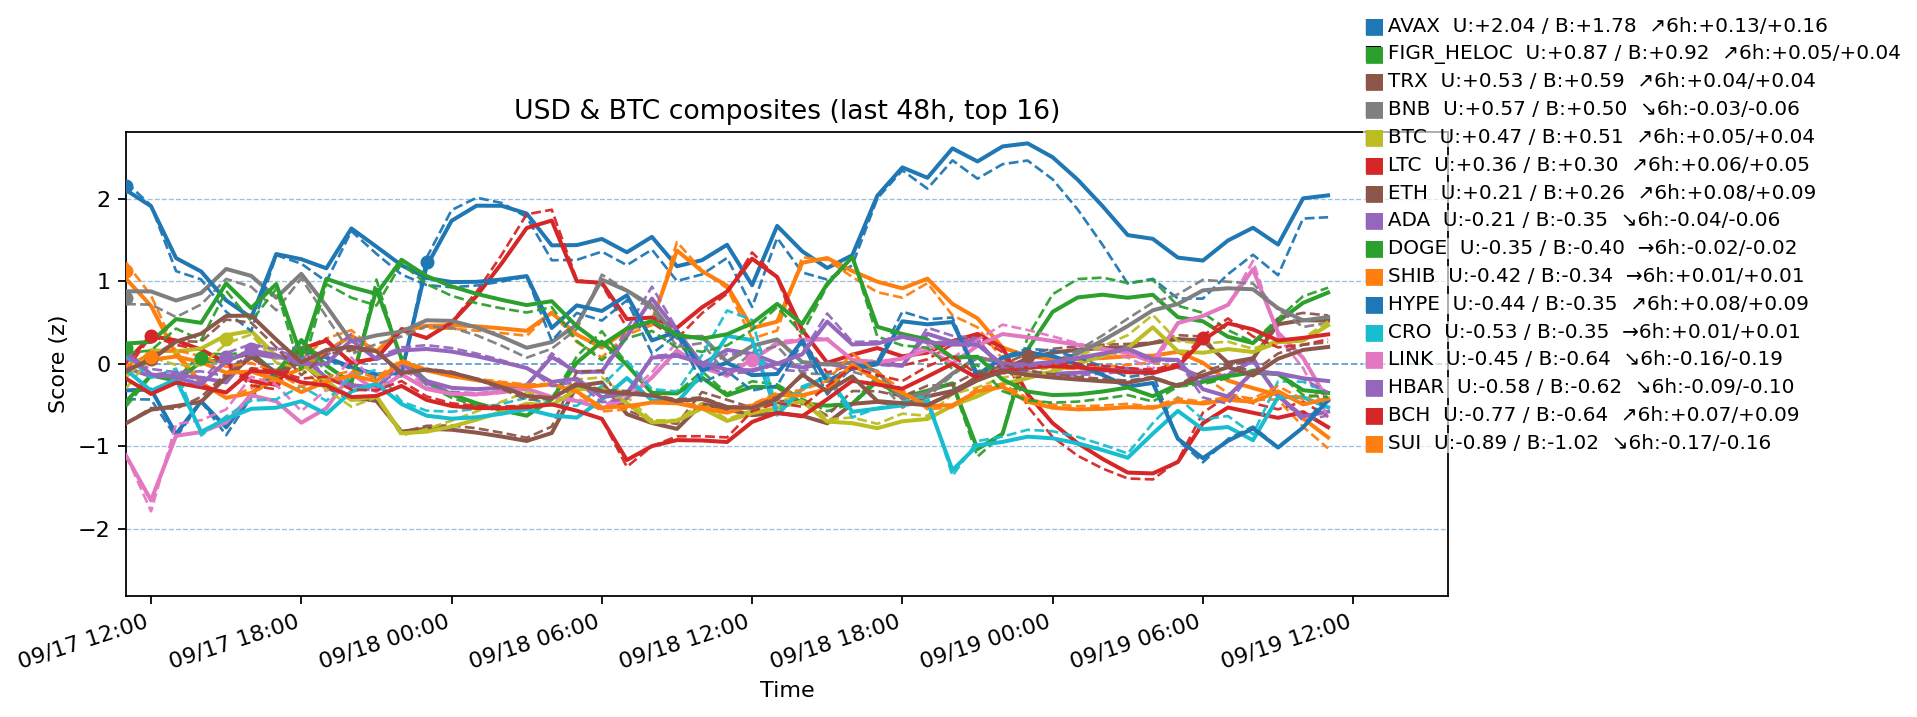 AVAX U:+2.04 / B:+1.78 ↗6h:+0.13/+0.16
FIGR_HELOC U:+0.87 / B:+0.92 ↗6h:+0.05/+0.04
TRX U:+0.53 / B:+0.59 ↗6h:+0.04/+0.04
BNB U:+0.57 / B:+0.50 ↘6h:-0.03/-0.06
BTC U:+0.47 / B:+0.51 ↗6h:+0.05/+0.04
LTC U:+0.36 / B:+0.30 ↗6h:+0.06/+0.05
ETH U:+0.21 / B:+0.26 ↗6h:+0.08/+0.09
ADA U:-0.21 / B:-0.35 ↘6h:-0.04/-0.06
DOGE U:-0.35 / B:-0.40 →6h:-0.02/-0.02
SHIB U:-0.42 / B:-0.34 →6h:+0.01/+0.01
HYPE U:-0.44 / B:-0.35 ↗6h:+0.08/+0.09
CRO U:-0.53 / B:-0.35 →6h:+0.01/+0.01
LINK U:-0.45 / B:-0.64 ↘6h:-0.16/-0.19
HBAR U:-0.58 / B:-0.62 ↘6h:-0.09/-0.10
BCH U:-0.77 / B:-0.64 ↗6h:+0.07/+0.09
SUI U:-0.89 / B:-1.02 ↘6h:-0.17/-0.16
USD & BTC composites (last 48h, top 16)
Score (z)
2
1
0
−1
−2
09/17 12:00
09/17 18:00
09/18 00:00
09/18 06:00
09/18 12:00
09/18 18:00
09/19 00:00
09/19 06:00
09/19 12:00
Time